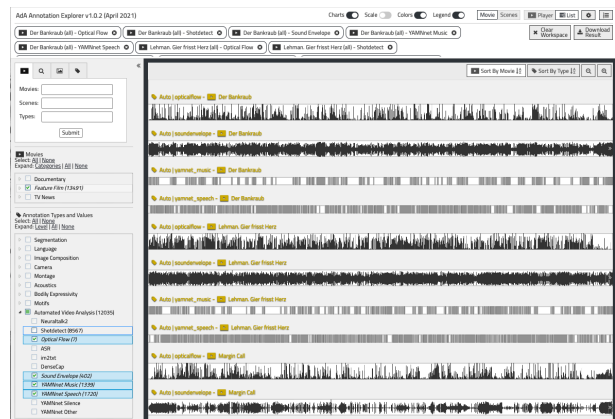 AdA Annotation Explorer v1.0.2 (April 2021)
Charts Scale Colors Legend Movie Scenes Player List
Der Bankraub (all) - Optical Flow Der Bankraub (all) - Shotdetect Der Bankraub (all) - Sound Envelope Der Bankraub (all) - YAMNnet Music
Der Bankraub (all) - YAMNnet Speech Lehman. Gier frisst Herz (all) - Optical Flow Lehman. Gier frisst Herz (all) - Shotdetect
Clear Workspace
Download Result
Sort By Movie Sort By Type
Movies:
Scenes:
Types:
Submit
Movies
Select: All | None
Expand: Categories | All | None
Documentary
Feature Film (13491)
TV News
Annotation Types and Values
Select: All | None
Expand: Level | All | None
Segmentation
Language
Image Composition
Camera
Montage
Acoustics
Bodily Expressivity
Motifs
Automated Video Analysis (12035)
Neuraltalk2
Shotdetect (8567)
Optical Flow (7)
ASR
im2txt
DenseCap
Sound Envelope (402)
YAMNnet Music (1339)
YAMNnet Speech (1720)
YAMNnet Silence
YAMNnet Other
Auto | opticalflow - Der Bankraub
Auto | soundenvelope - Der Bankraub
Auto | yamnet_music - Der Bankraub
Auto | yamnet_speech - Der Bankraub
Auto | opticalflow - Lehman. Gier frisst Herz
Auto | soundenvelope - Lehman. Gier frisst Herz
Auto | yamnet_music - Lehman. Gier frisst Herz
Auto | yamnet_speech - Lehman. Gier frisst Herz
Auto | opticalflow - Margin Call
Auto | soundenvelope - Margin Call